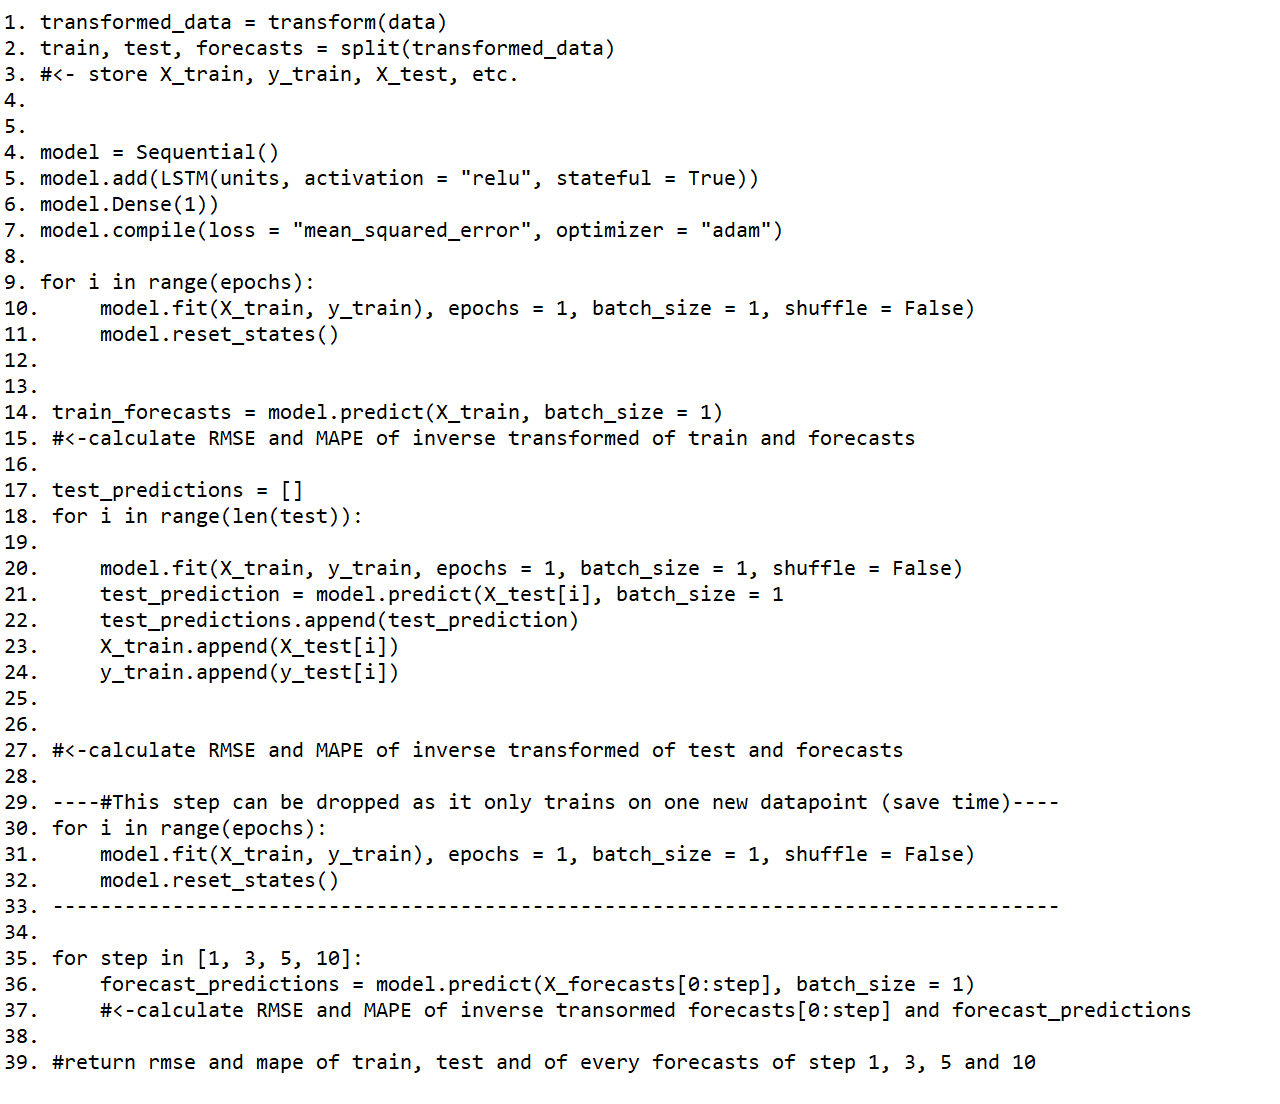 1. transformed_data = transform(data)
2. train, test, forecasts = split(transformed_data)
3. #<- store X_train, y_train, X_test, etc.
4.
5.
4. model = Sequential()
5. model.add(LSTM(units, activation = "relu", stateful = True))
6. model.Dense(1))
7. model.compile(loss = "mean_squared_error", optimizer = "adam")
8.
9. for i in range(epochs):
10.     model.fit(X_train, y_train), epochs = 1, batch_size = 1, shuffle = False)
11.     model.reset_states()
12.
13.
14. train_forecasts = model.predict(X_train, batch_size = 1)
15. #<-calculate RMSE and MAPE of inverse transformed of train and forecasts
16.
17. test_predictions = []
18. for i in range(len(test)):
19.
20.     model.fit(X_train, y_train, epochs = 1, batch_size = 1, shuffle = False)
21.     test_prediction = model.predict(X_test[i], batch_size = 1
22.     test_predictions.append(test_prediction)
23.     X_train.append(X_test[i])
24.     y_train.append(y_test[i])
25.
26.
27. #<-calculate RMSE and MAPE of inverse transformed of test and forecasts
28.
29. ----#This step can be dropped as it only trains on one new datapoint (save time)----
30. for i in range(epochs):
31.     model.fit(X_train, y_train), epochs = 1, batch_size = 1, shuffle = False)
32.     model.reset_states()
33. ------------------------------------------------------------------------------------
34.
35. for step in [1, 3, 5, 10]:
36.     forecast_predictions = model.predict(X_forecasts[0:step], batch_size = 1)
37.     #<-calculate RMSE and MAPE of inverse transormed forecasts[0:step] and forecast_predictions
38.
39. #return rmse and mape of train, test and of every forecasts of step 1, 3, 5 and 10